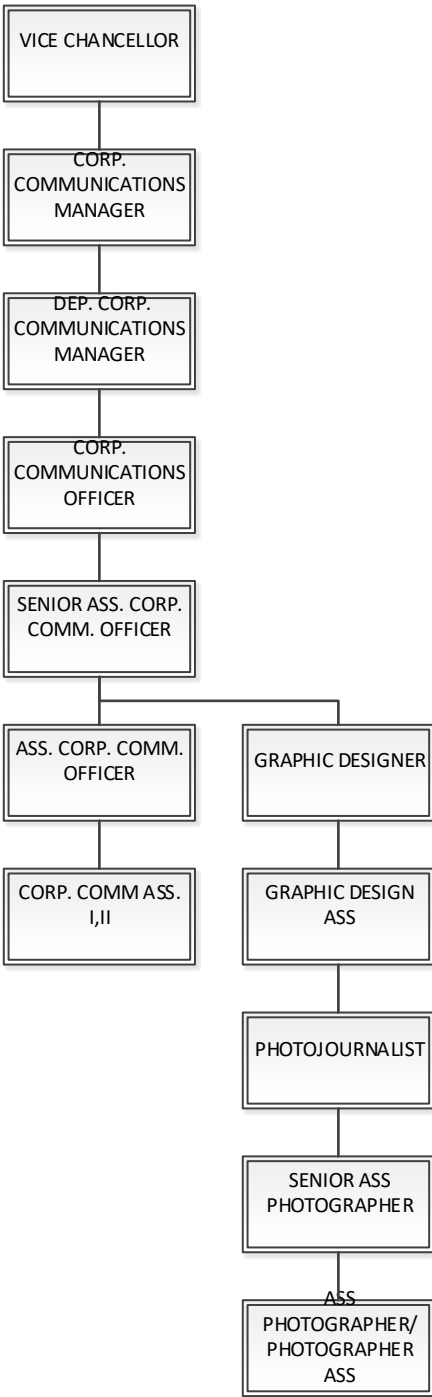 VICE CHANCELLOR
CORP.
COMMUNICATIONS
MANAGER
DEP. CORP.
COMMUNICATIONS
MANAGER
CORP.
COMMUNICATIONS
OFFICER
SENIOR ASS. CORP.
COMM. OFFICER
ASS. CORP. COMM.
OFFICER
GRAPHIC DESIGNER
CORP. COMM ASS.
I,II
GRAPHIC DESIGN
ASS
PHOTOJOURNALIST
SENIOR ASS
PHOTOGRAPHER
ASS
PHOTOGRAPHER/
PHOTOGRAPHER
ASS